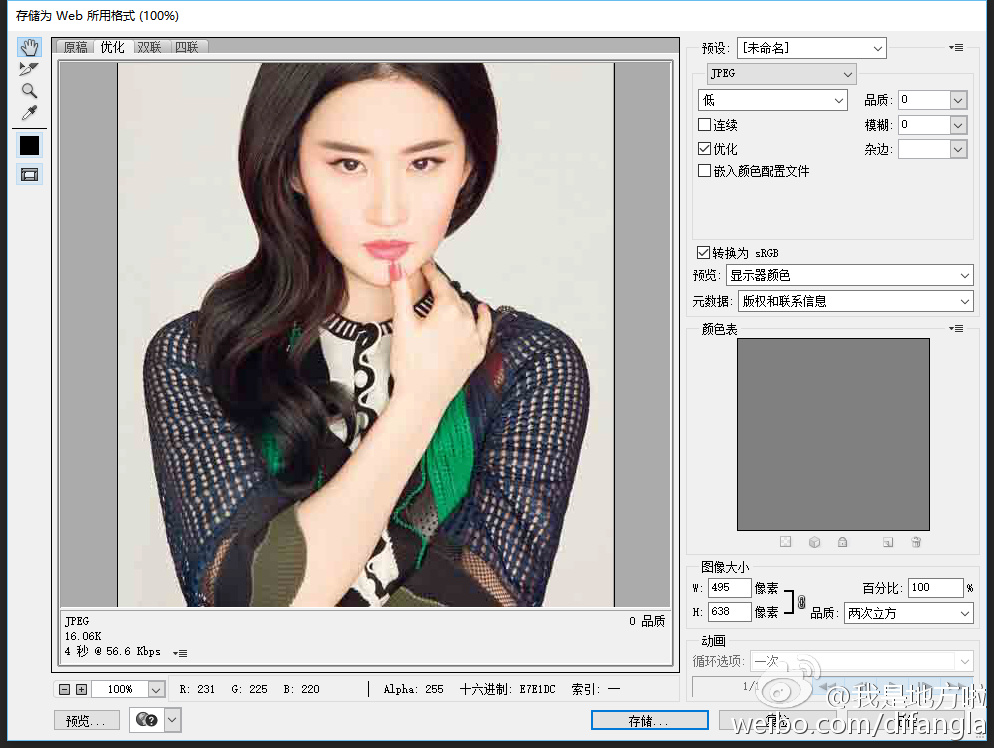 存储为 Web 所用格式 (100%)
原稿 优化 双联 四联
预设: [未命名]
JPEG
低 品质: 0
连续 模糊: 0
优化 杂边:
嵌入颜色配置文件
转换为 sRGB
预览: 显示器颜色
元数据: 版权和联系信息
颜色表
图像大小
W: 495 像素 百分比: 100 %
H: 638 像素 品质: 两次立方
动画
循环选项: 一次
1/1
JPEG 0 品质
16.06K
4 秒 @ 56.6 Kbps
100% R: 231 G: 225 B: 220 Alpha: 255 十六进制: E7E1DC 索引: —
预览... 存储...
@我是地方啦
weibo.com/difangla